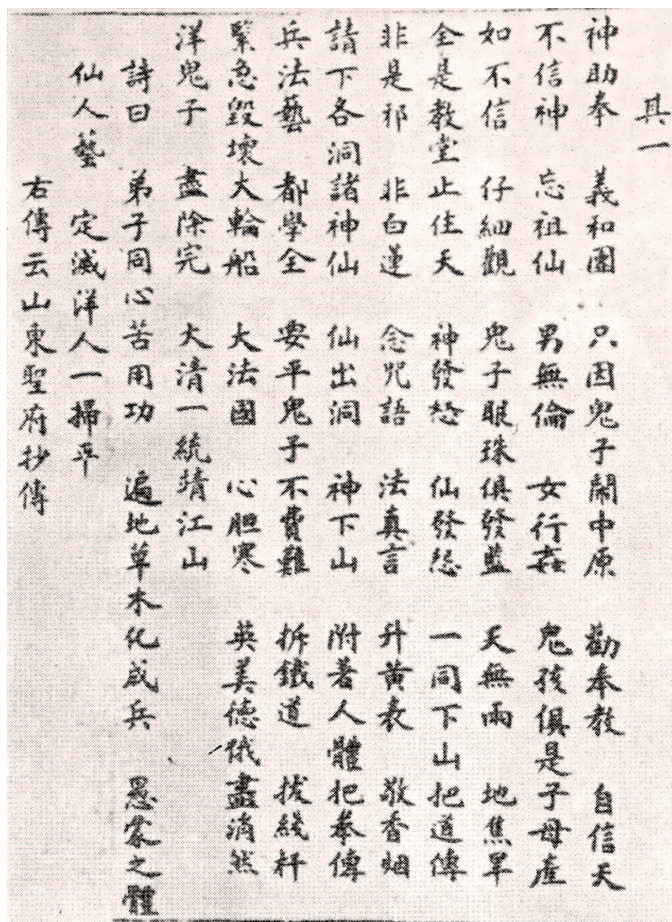 其一
神助拳 義和團 只因鬼子鬧中原 勸奉教 自信天
不信神 忘祖仙 男無倫 女行姦 鬼孩俱是子母產
如不信 仔細觀 鬼子眼珠俱發藍 天無雨 地焦旱
全是教堂止住天 神發怒 仙發怨 一同下山把道傳
非是邪 非白蓮 念咒語 法真言 升黃表 敬香烟
請下各洞諸神仙 仙出洞 神下山 附著人體把拳傳
兵法藝 都學全 安平鬼子不費難 拆鐵道 拔綫杆
緊急毀壞大輪船 大法國 心胆寒 英美德俄盡消然
洋鬼子 盡除完 大清一統靖江山
詩曰 弟子同心苦用功 遍地草木化成兵 愚蒙之體
仙人藝 定滅洋人一掃平
右傳云山東聖府抄傳